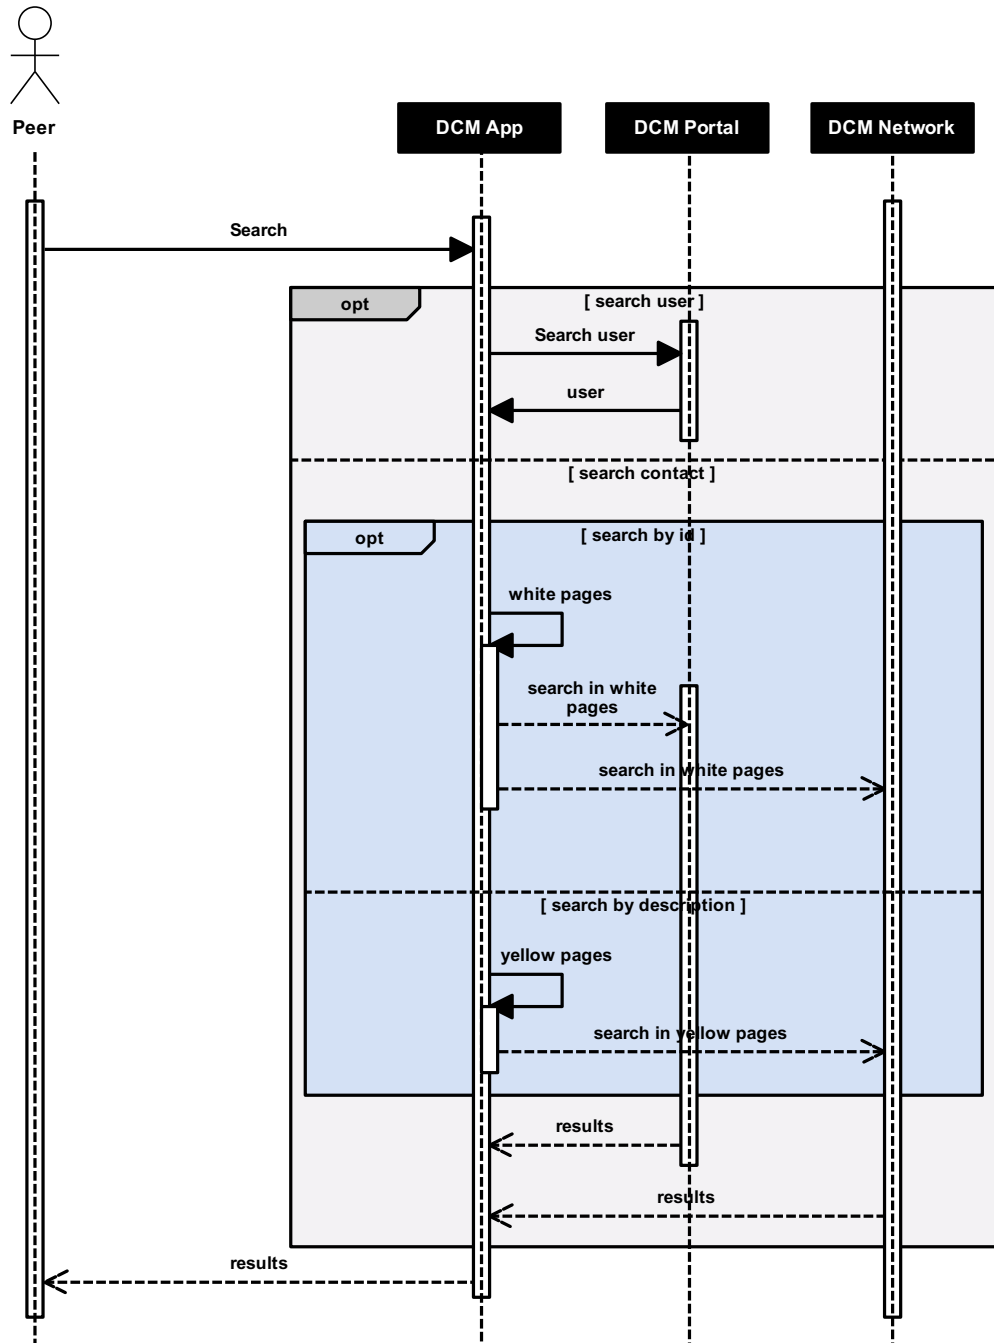 Peer
DCM App
DCM Portal
DCM Network
Search
opt
[ search user ]
Search user
user
[ search contact ]
opt
[ search by id ]
white pages
search in white
pages
search in white pages
[ search by description ]
yellow pages
search in yellow pages
results
results
results